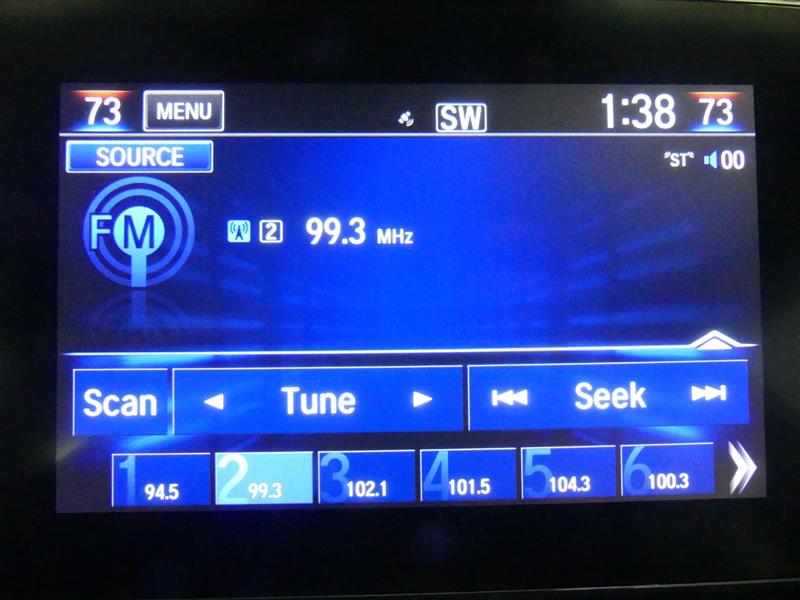 73 MENU SW 1:38 73
SOURCE "ST" 00
FM 2 99.3 MHz
Scan Tune Seek
1 94.5 2 99.3 3 102.1 4 101.5 5 104.3 6 100.3